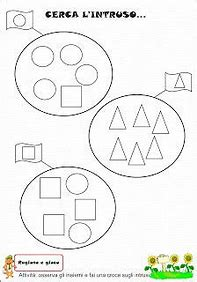 CERCA L'INTRUSO...
Ragiono e gioco
Attività: osserva gli insiemi e fai una croce sugli intrusi